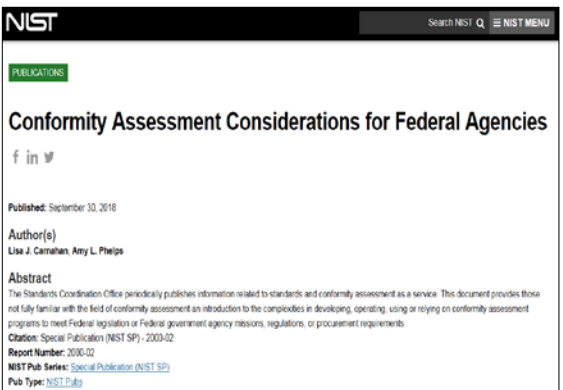 NIST
Search NIST
≡ NIST MENU
PUBLICATIONS
Conformity Assessment Considerations for Federal Agencies
f in
Published: September 30, 2018
Author(s)
Lisa J. Carnahan, Amy L. Phelps
Abstract
The Standards Coordination Office periodically publishes information related to standards and conformity assessment as a service. This document provides those
not fully familiar with the field of conformity assessment an introduction to the complexities in developing, operating, using or relying on conformity assessment
programs to meet Federal legislation or Federal government agency missions, regulations, or procurement requirements.
Citation: Special Publication (NIST SP) - 2000-02
Report Number: 2000-02
NIST Pub Series: Special Publication (NIST SP)
Pub Type: NIST Pubs